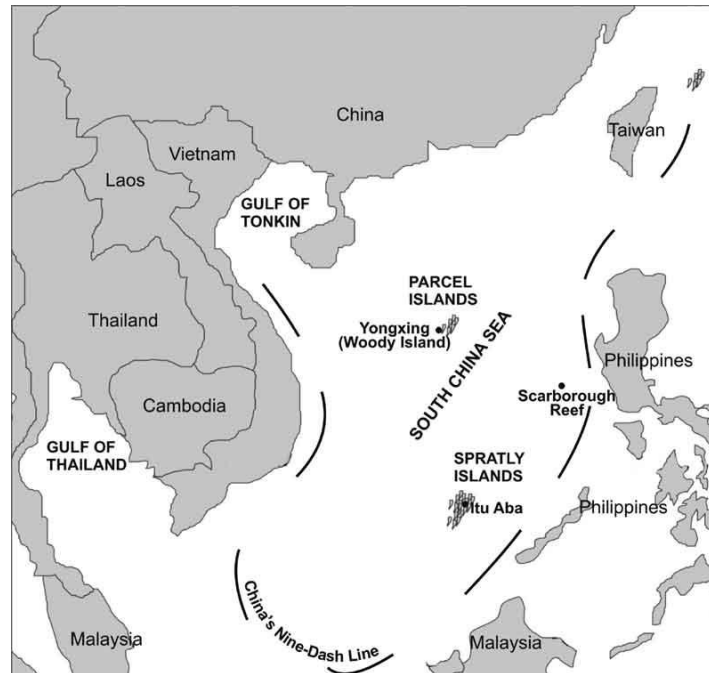 China
Taiwan
Vietnam
Laos
GULF OF
TONKIN
PARCEL
ISLANDS
Yongxing
(Woody Island)
SOUTH CHINA SEA
Thailand
Philippines
Scarborough
Reef
Cambodia
GULF OF
THAILAND
SPRATLY
ISLANDS
Itu Aba
Philippines
China's Nine-Dash Line
Malaysia
Malaysia